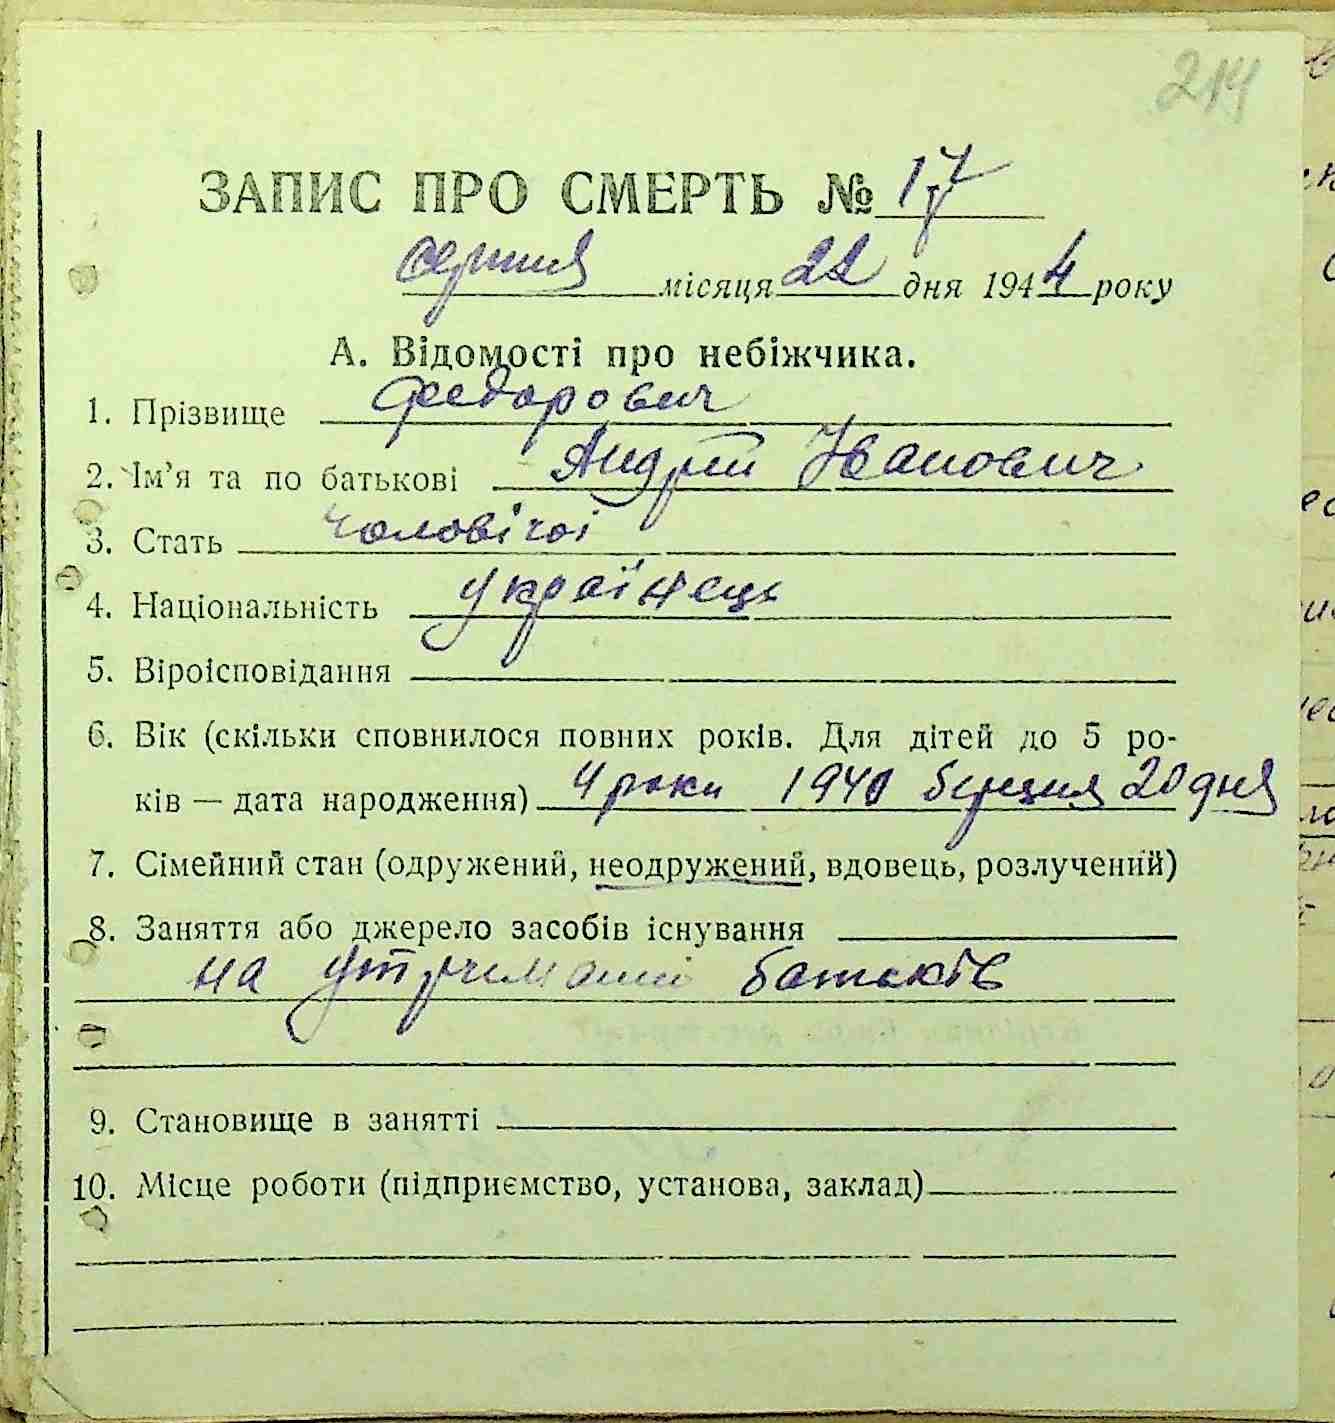 214
ЗАПИС ПРО СМЕРТЬ № 17
серпня місяця 22 дня 1944 року
А. Відомості про небіжчика.
1. Прізвище Федорович
2. Ім’я та по батькові Андрій Іванович
3. Стать чоловічої
4. Національність українець
5. Віроісповідання
6. Вік (скільки сповнилося повних років. Для дітей до 5 ро-
ків — дата народження) 4 роки 1940 березня 20 дня
7. Сімейний стан (одружений, неодружений, вдовець, розлучений)
8. Заняття або джерело засобів існування
на утриманні батьків
9. Становище в занятті
10. Місце роботи (підприємство, установа, заклад)